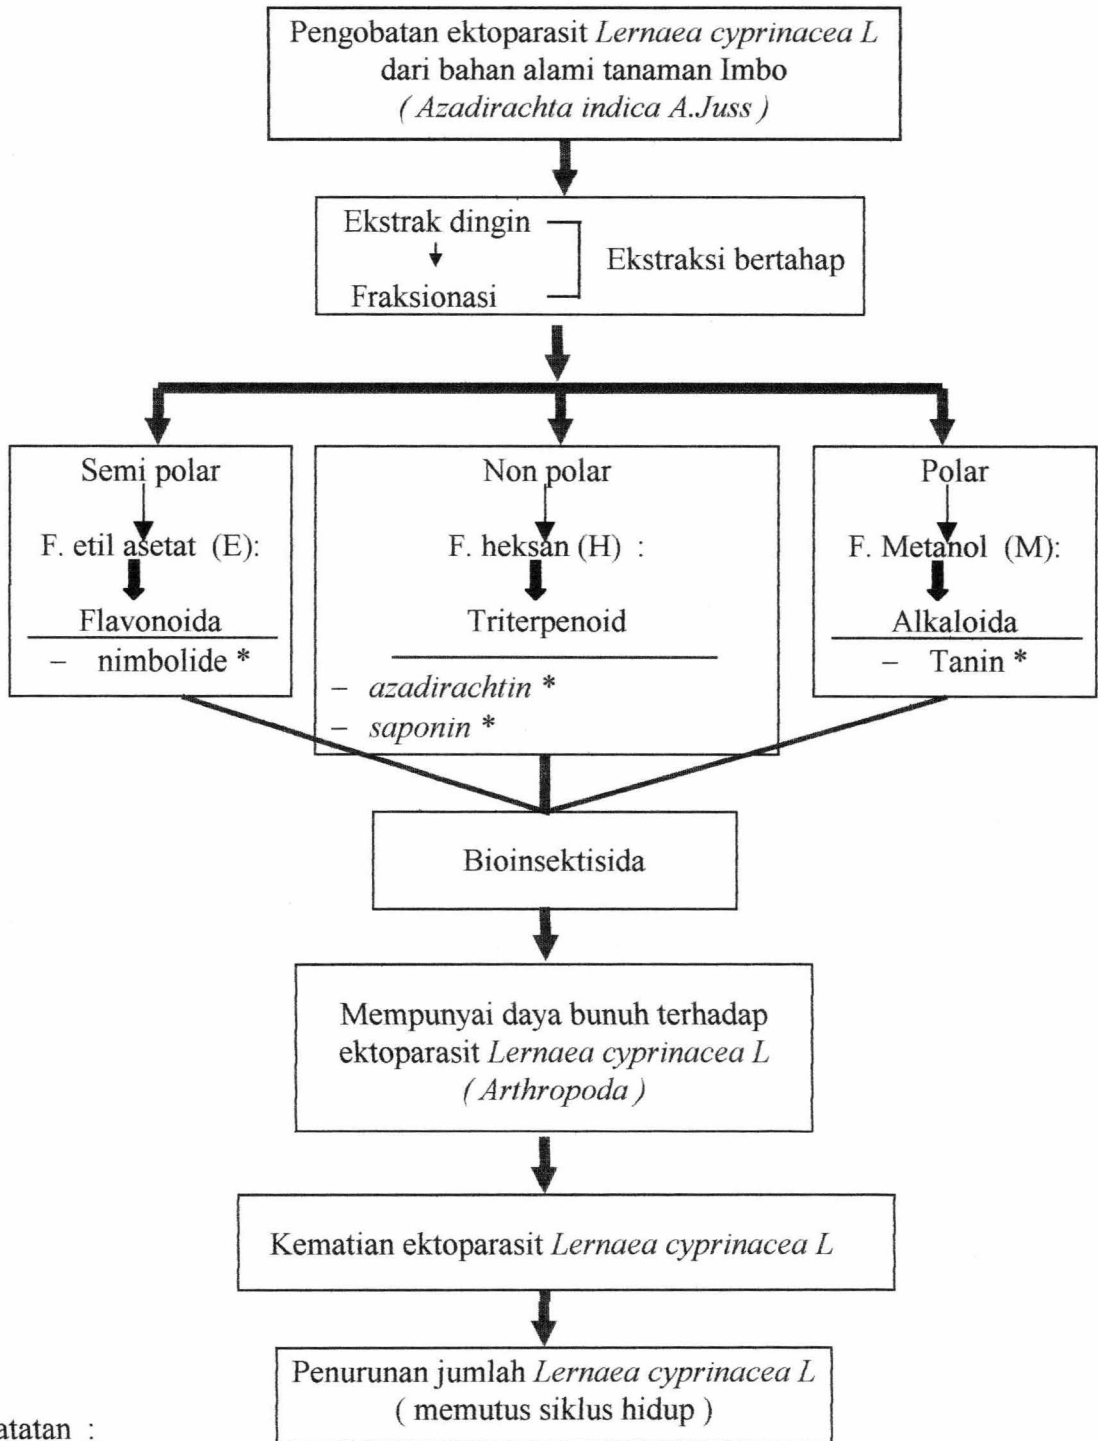 Pengobatan ektoparasit Lernaea cyprinacea L
dari bahan alami tanaman Imbo
( Azadirachta indica A.Juss )
Ekstrak dingin
Fraksionasi
Ekstraksi bertahap
Semi polar
F. etil asetat (E):
Flavonoida
– nimbolide *
Non polar
F. heksan (H) :
Triterpenoid
– azadirachtin *
– saponin *
Polar
F. Metanol (M):
Alkaloida
– Tanin *
Bioinsektisida
Mempunyai daya bunuh terhadap
ektoparasit Lernaea cyprinacea L
( Arthropoda )
Kematian ektoparasit Lernaea cyprinacea L
Penurunan jumlah Lernaea cyprinacea L
( memutus siklus hidup )
atatan :